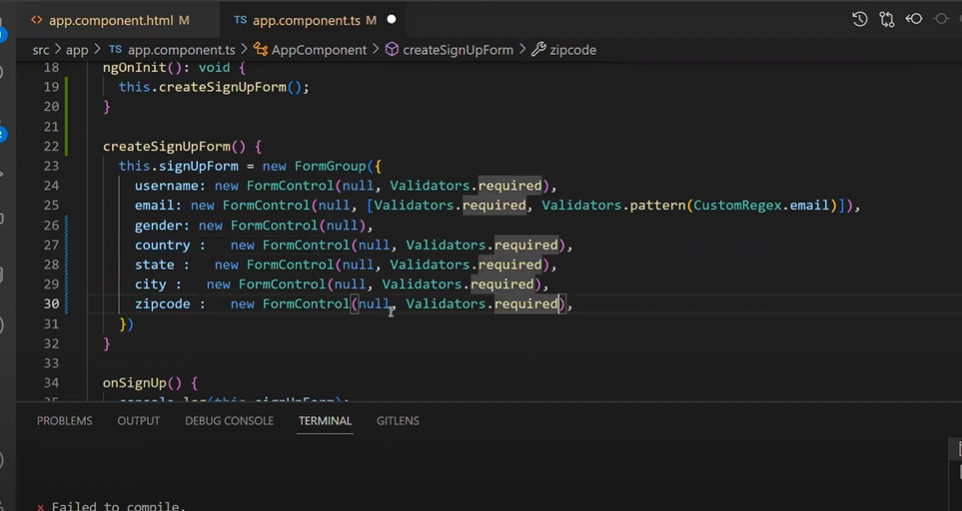 app.component.html M
TS app.component.ts M
src > app > TS app.component.ts > AppComponent > createSignUpForm > zipcode
18 ngOnInit(): void {
19 this.createSignUpForm();
20 }
21
22 createSignUpForm() {
23 this.signUpForm = new FormGroup({
24 username: new FormControl(null, Validators.required),
25 email: new FormControl(null, [Validators.required, Validators.pattern(CustomRegex.email)]),
26 gender: new FormControl(null),
27 country :   new FormControl(null, Validators.required),
28 state :   new FormControl(null, Validators.required),
29 city :   new FormControl(null, Validators.required),
30 zipcode :   new FormControl(null, Validators.required),
31 })
32 }
33
34 onSignUp() {
35 console.log(this.signUpForm);
PROBLEMS OUTPUT DEBUG CONSOLE TERMINAL GITLENS
× Failed to compile.